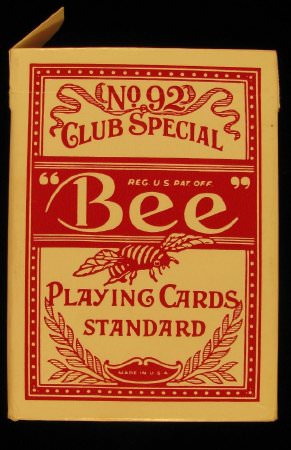 No. 92
Club Special
REG. U S PAT OFF.
“Bee”
Playing Cards
STANDARD
MADE IN U.S.A.